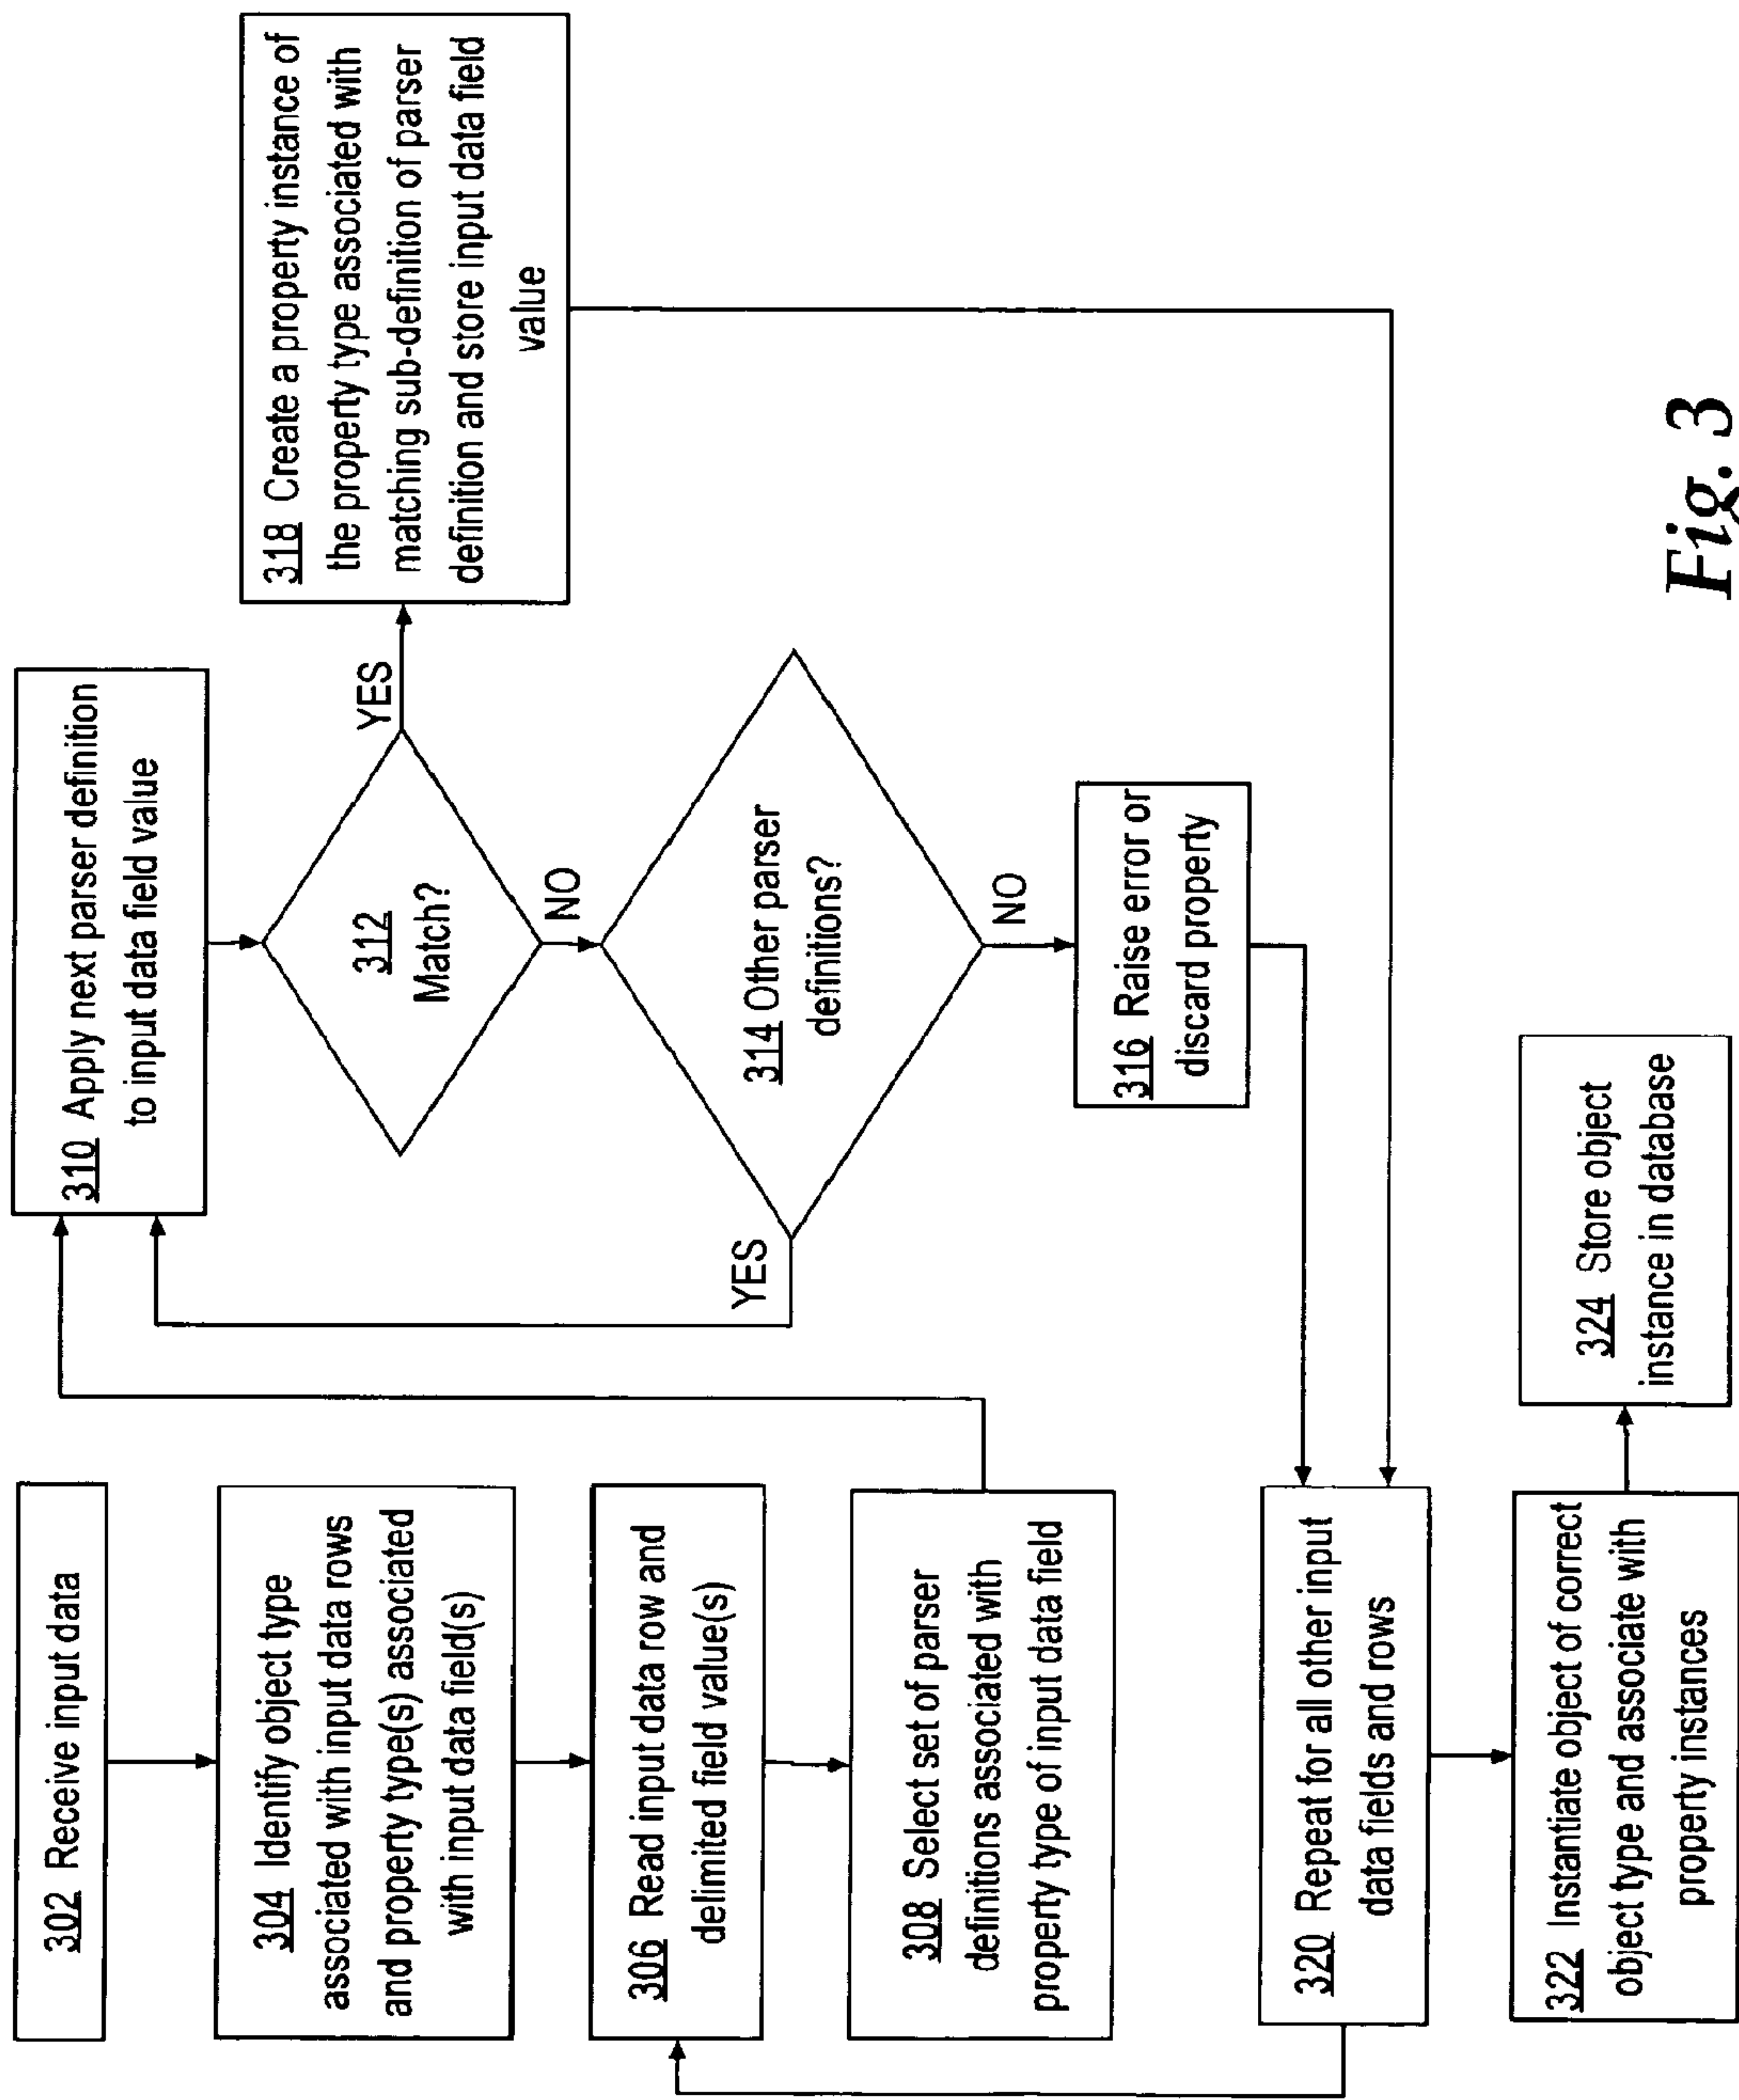 302 Receive input data
304 Identify object type
associated with input data rows
and property type(s) associated
with input data field(s)
306 Read input data row and
delimited field value(s)
308 Select set of parser
definitions associated with
property type of input data field
310 Apply next parser definition
to input data field value
312
Match?
YES
NO
314 Other parser
definitions?
YES
NO
316 Raise error or
discard property
318 Create a property instance of
the property type associated with
matching sub-definition of parser
definition and store input data field
value
320 Repeat for all other input
data fields and rows
322 Instantiate object of correct
object type and associate with
property instances
324 Store object
instance in database
Fig. 3